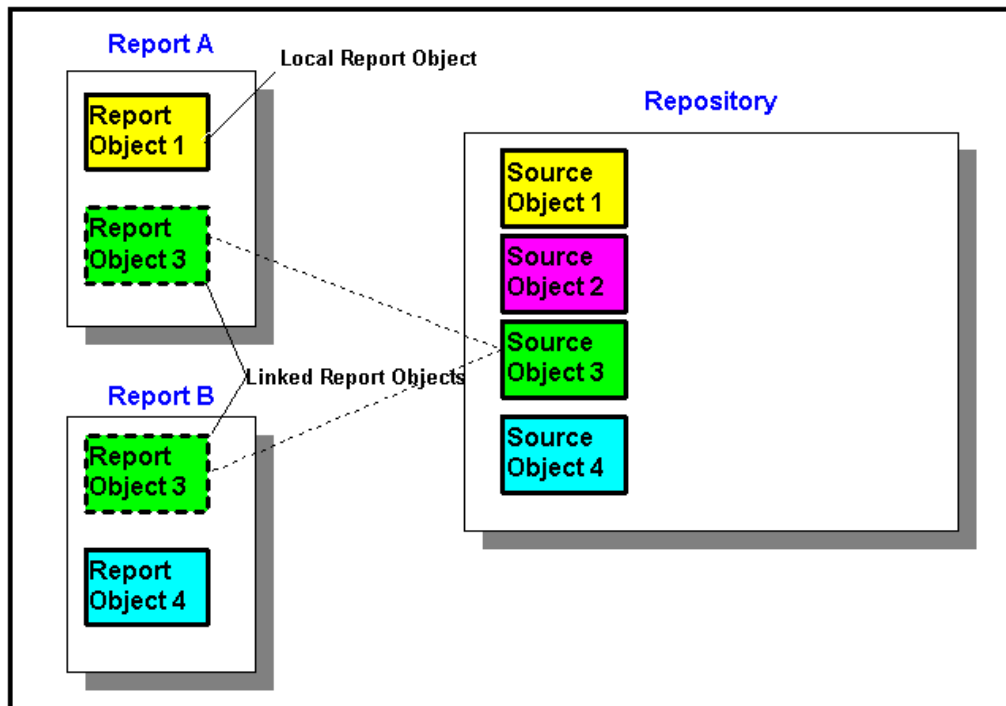 Report A
Local Report Object
Report
Object 1
Report
Object 3
Linked Report Objects
Report B
Report
Object 3
Report
Object 4
Repository
Source
Object 1
Source
Object 2
Source
Object 3
Source
Object 4